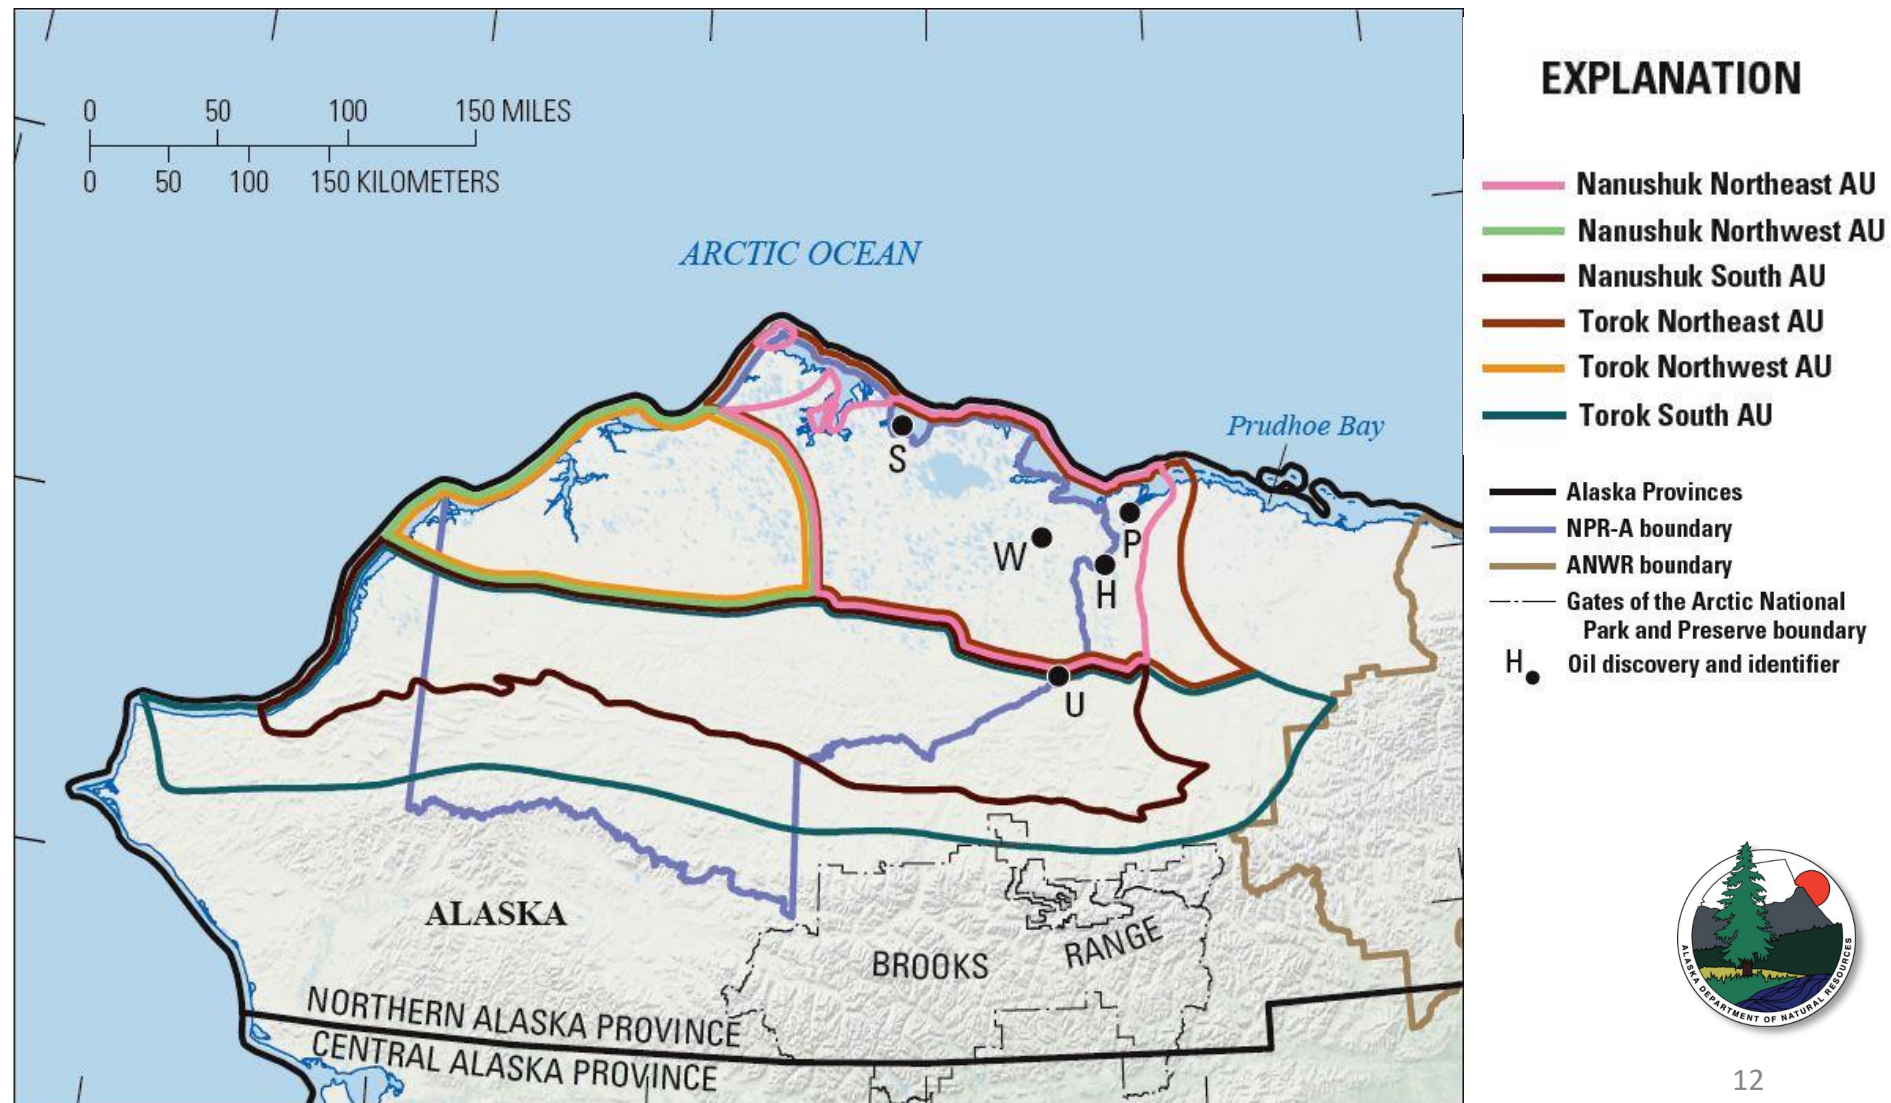 0 50 100 150 MILES
0 50 100 150 KILOMETERS
ARCTIC OCEAN
Prudhoe Bay
S
W
P
H
U
ALASKA
BROOKS
RANGE
NORTHERN ALASKA PROVINCE
CENTRAL ALASKA PROVINCE
EXPLANATION
Nanushuk Northeast AU
Nanushuk Northwest AU
Nanushuk South AU
Torok Northeast AU
Torok Northwest AU
Torok South AU
Alaska Provinces
NPR-A boundary
ANWR boundary
Gates of the Arctic National
Park and Preserve boundary
H Oil discovery and identifier
ALASKA DEPARTMENT OF NATURAL RESOURCES
12